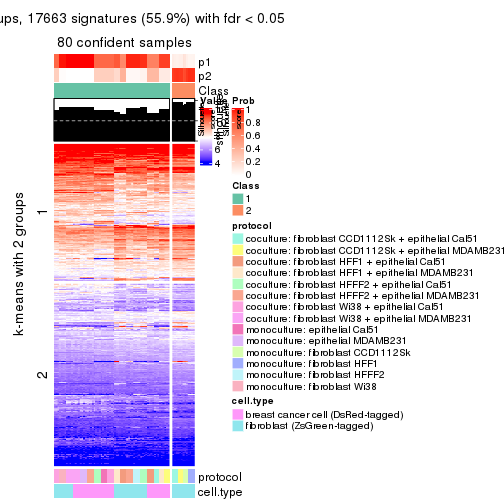 ups, 17663 signatures (55.9%) with fdr < 0.05
80 confident samples
p1
p2
Class
Silhouette score
Value
Prob
1
0.8
0.6
0.4
0.2
0
6
4
Class
1
2
protocol
coculture: fibroblast CCD1112Sk + epithelial Cal51
coculture: fibroblast CCD1112Sk + epithelial MDAMB231
coculture: fibroblast HFF1 + epithelial Cal51
coculture: fibroblast HFF1 + epithelial MDAMB231
coculture: fibroblast HFFF2 + epithelial Cal51
coculture: fibroblast HFFF2 + epithelial MDAMB231
coculture: fibroblast Wi38 + epithelial Cal51
coculture: fibroblast Wi38 + epithelial MDAMB231
monoculture: epithelial Cal51
monoculture: epithelial MDAMB231
monoculture: fibroblast CCD1112Sk
monoculture: fibroblast HFF1
monoculture: fibroblast HFFF2
monoculture: fibroblast Wi38
cell.type
breast cancer cell (DsRed-tagged)
fibroblast (ZsGreen-tagged)
k-means with 2 groups
1
2
protocol
cell.type